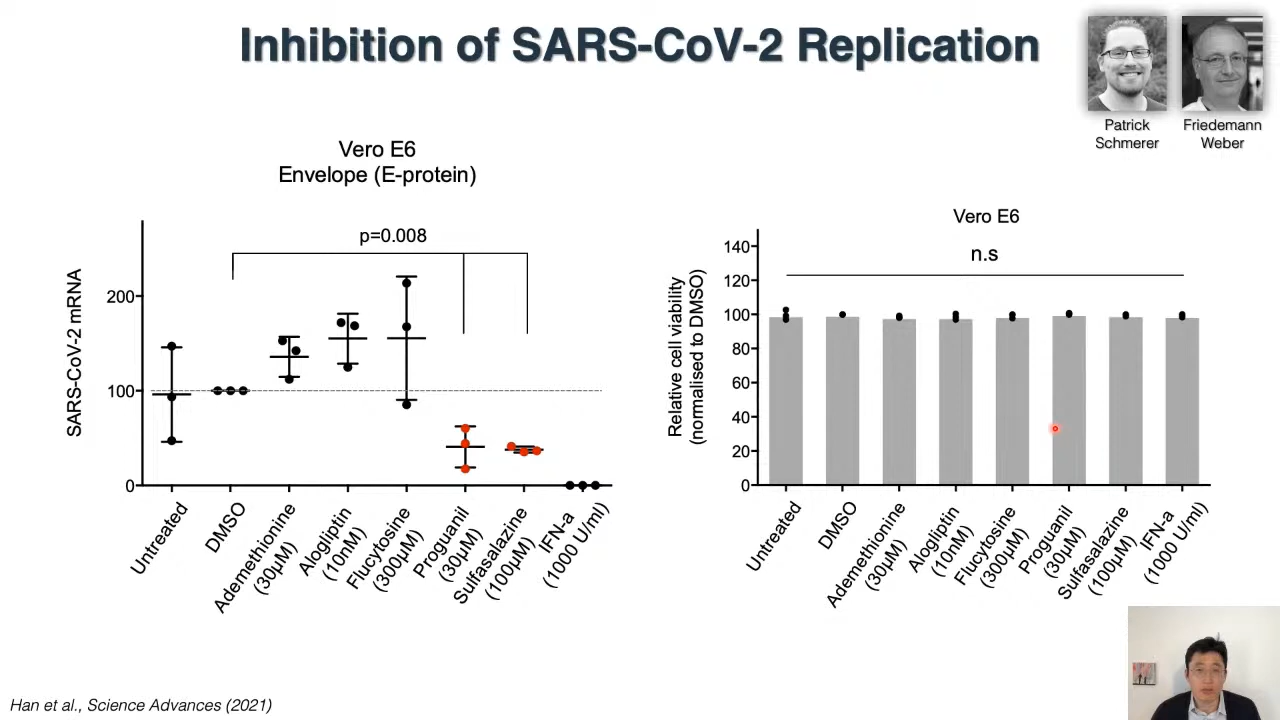 Inhibition of SARS-CoV-2 Replication
Patrick
Schmerer
Friedemann
Weber
Vero E6
Envelope (E-protein)
p=0.008
SARS-CoV-2 mRNA
200
100
0
Untreated
DMSO
Ademethionine
(30μM)
Alogliptin
(10nM)
Flucytosine
(300μM)
Proguanil
(30μM)
Sulfasalazine
(100μM)
IFN-a
(1000 U/ml)
Vero E6
n.s
Relative cell viability
(normalised to DMSO)
140
120
100
80
60
40
20
0
Untreated
DMSO
Ademethionine
(30μM)
Alogliptin
(10nM)
Flucytosine
(300μM)
Proguanil
(30μM)
Sulfasalazine
(100μM)
IFN-a
(1000 U/ml)
Han et al., Science Advances (2021)